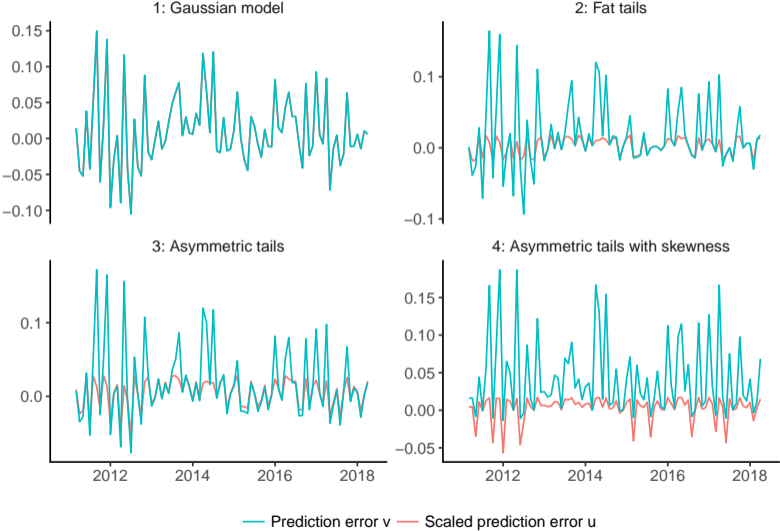 1: Gaussian model
0.15
0.10
0.05
0.00
−0.05
−0.10
2: Fat tails
0.1
0.0
−0.1
3: Asymmetric tails
0.1
0.0
2012 2014 2016 2018
4: Asymmetric tails with skewness
0.15
0.10
0.05
0.00
−0.05
2012 2014 2016 2018
Prediction error v Scaled prediction error u